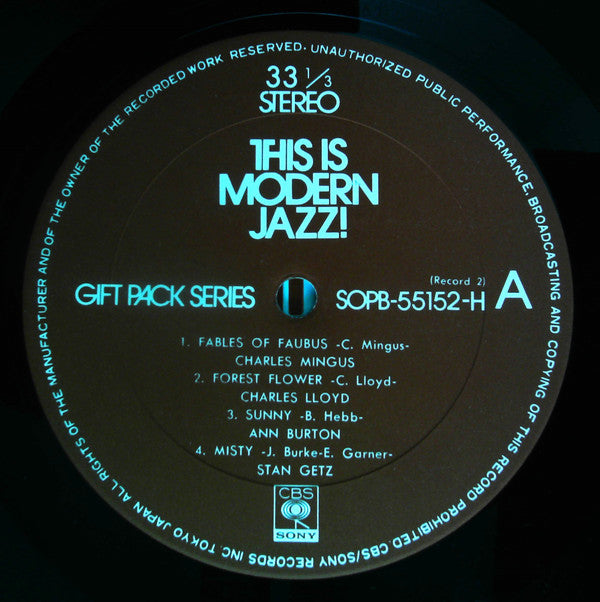 ALL RIGHTS OF THE MANUFACTURER AND OF THE OWNER OF THE RECORDED WORK RESERVED· UNAUTHORIZED PUBLIC PERFORMANCE, BROADCASTING AND COPYING OF THIS RECORD PROHIBITED. CBS/SONY RECORDS INC. TOKYO JAPAN
33 1/3
STEREO
THIS IS
MODERN
JAZZ!
GIFT PACK SERIES
(Record 2)
SOPB-55152-H A
1. FABLES OF FAUBUS -C. Mingus-
CHARLES MINGUS
2. FOREST FLOWER -C. Lloyd-
CHARLES LLOYD
3. SUNNY -B. Hebb-
ANN BURTON
4. MISTY -J. Burke-E. Garner-
STAN GETZ
CBS
SONY